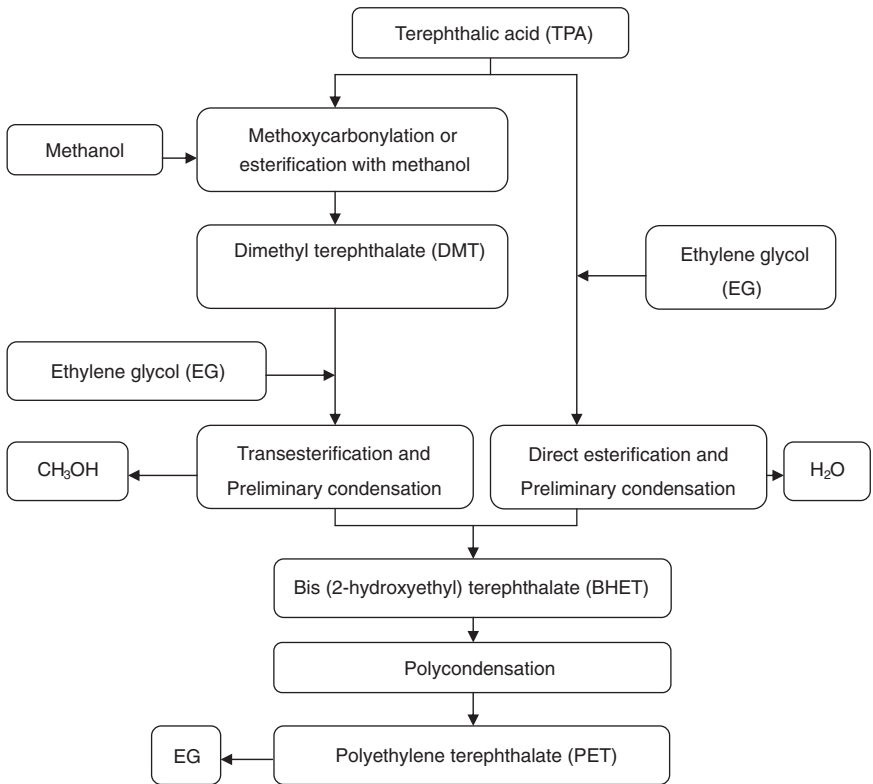 Terephthalic acid (TPA)
Methanol
Methoxycarbonylation or
esterification with methanol
Dimethyl terephthalate (DMT)
Ethylene glycol
(EG)
Ethylene glycol (EG)
CH₃OH
Transesterification and
Preliminary condensation
Direct esterification and
Preliminary condensation
H₂O
Bis (2-hydroxyethyl) terephthalate (BHET)
Polycondensation
EG
Polyethylene terephthalate (PET)